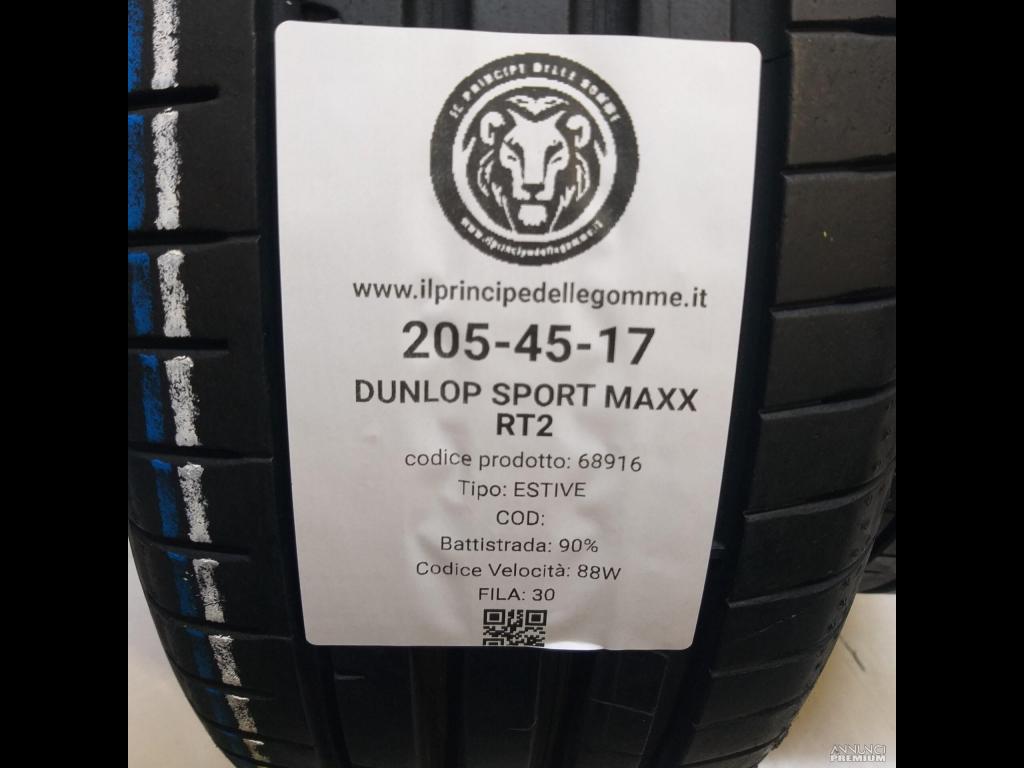 IL PRINCIPE DELLE GOMME
www.ilprincipedellegomme.it
www.ilprincipedellegomme.it
205-45-17
DUNLOP SPORT MAXX
RT2
codice prodotto: 68916
Tipo: ESTIVE
COD:
Battistrada: 90%
Codice Velocità: 88W
FILA: 30
ANNUNCI
PREMIUM